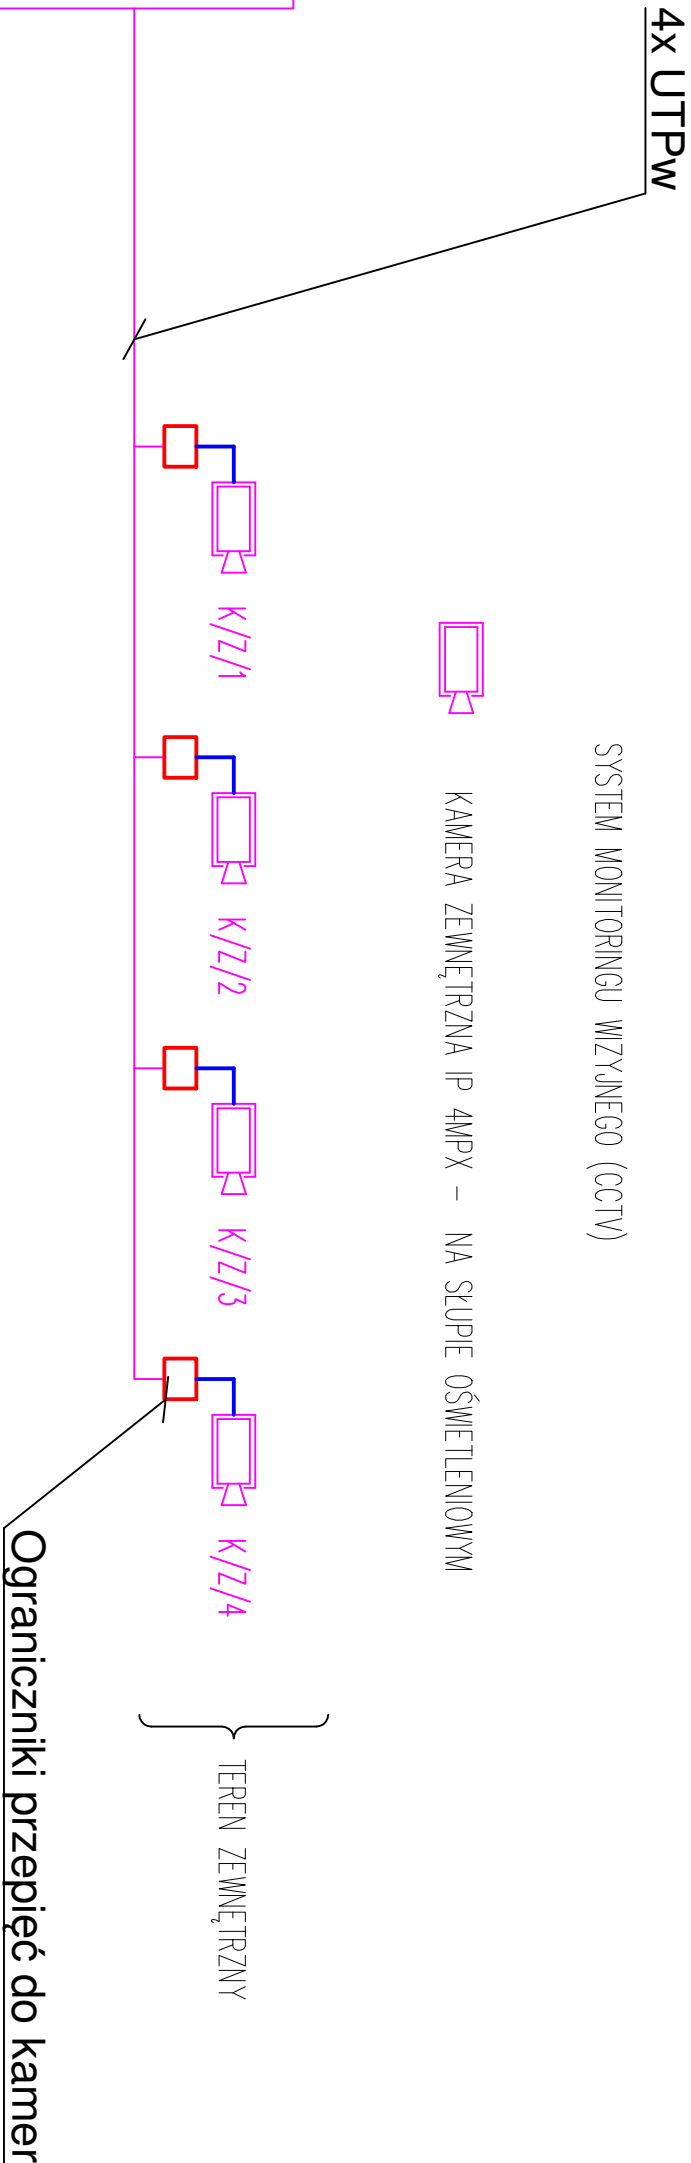 4x UTPw
SYSTEM MONITORINGU WIZYJNEGO (CCTV)
KAMERA ZEWNĘTRZNA IP 4MPX – NA SŁUPIE OŚWIETLENIOWYM
K/Z/1
K/Z/2
K/Z/3
K/Z/4
TEREN ZEWNĘTRZNY
Ograniczniki przepięć do kamer